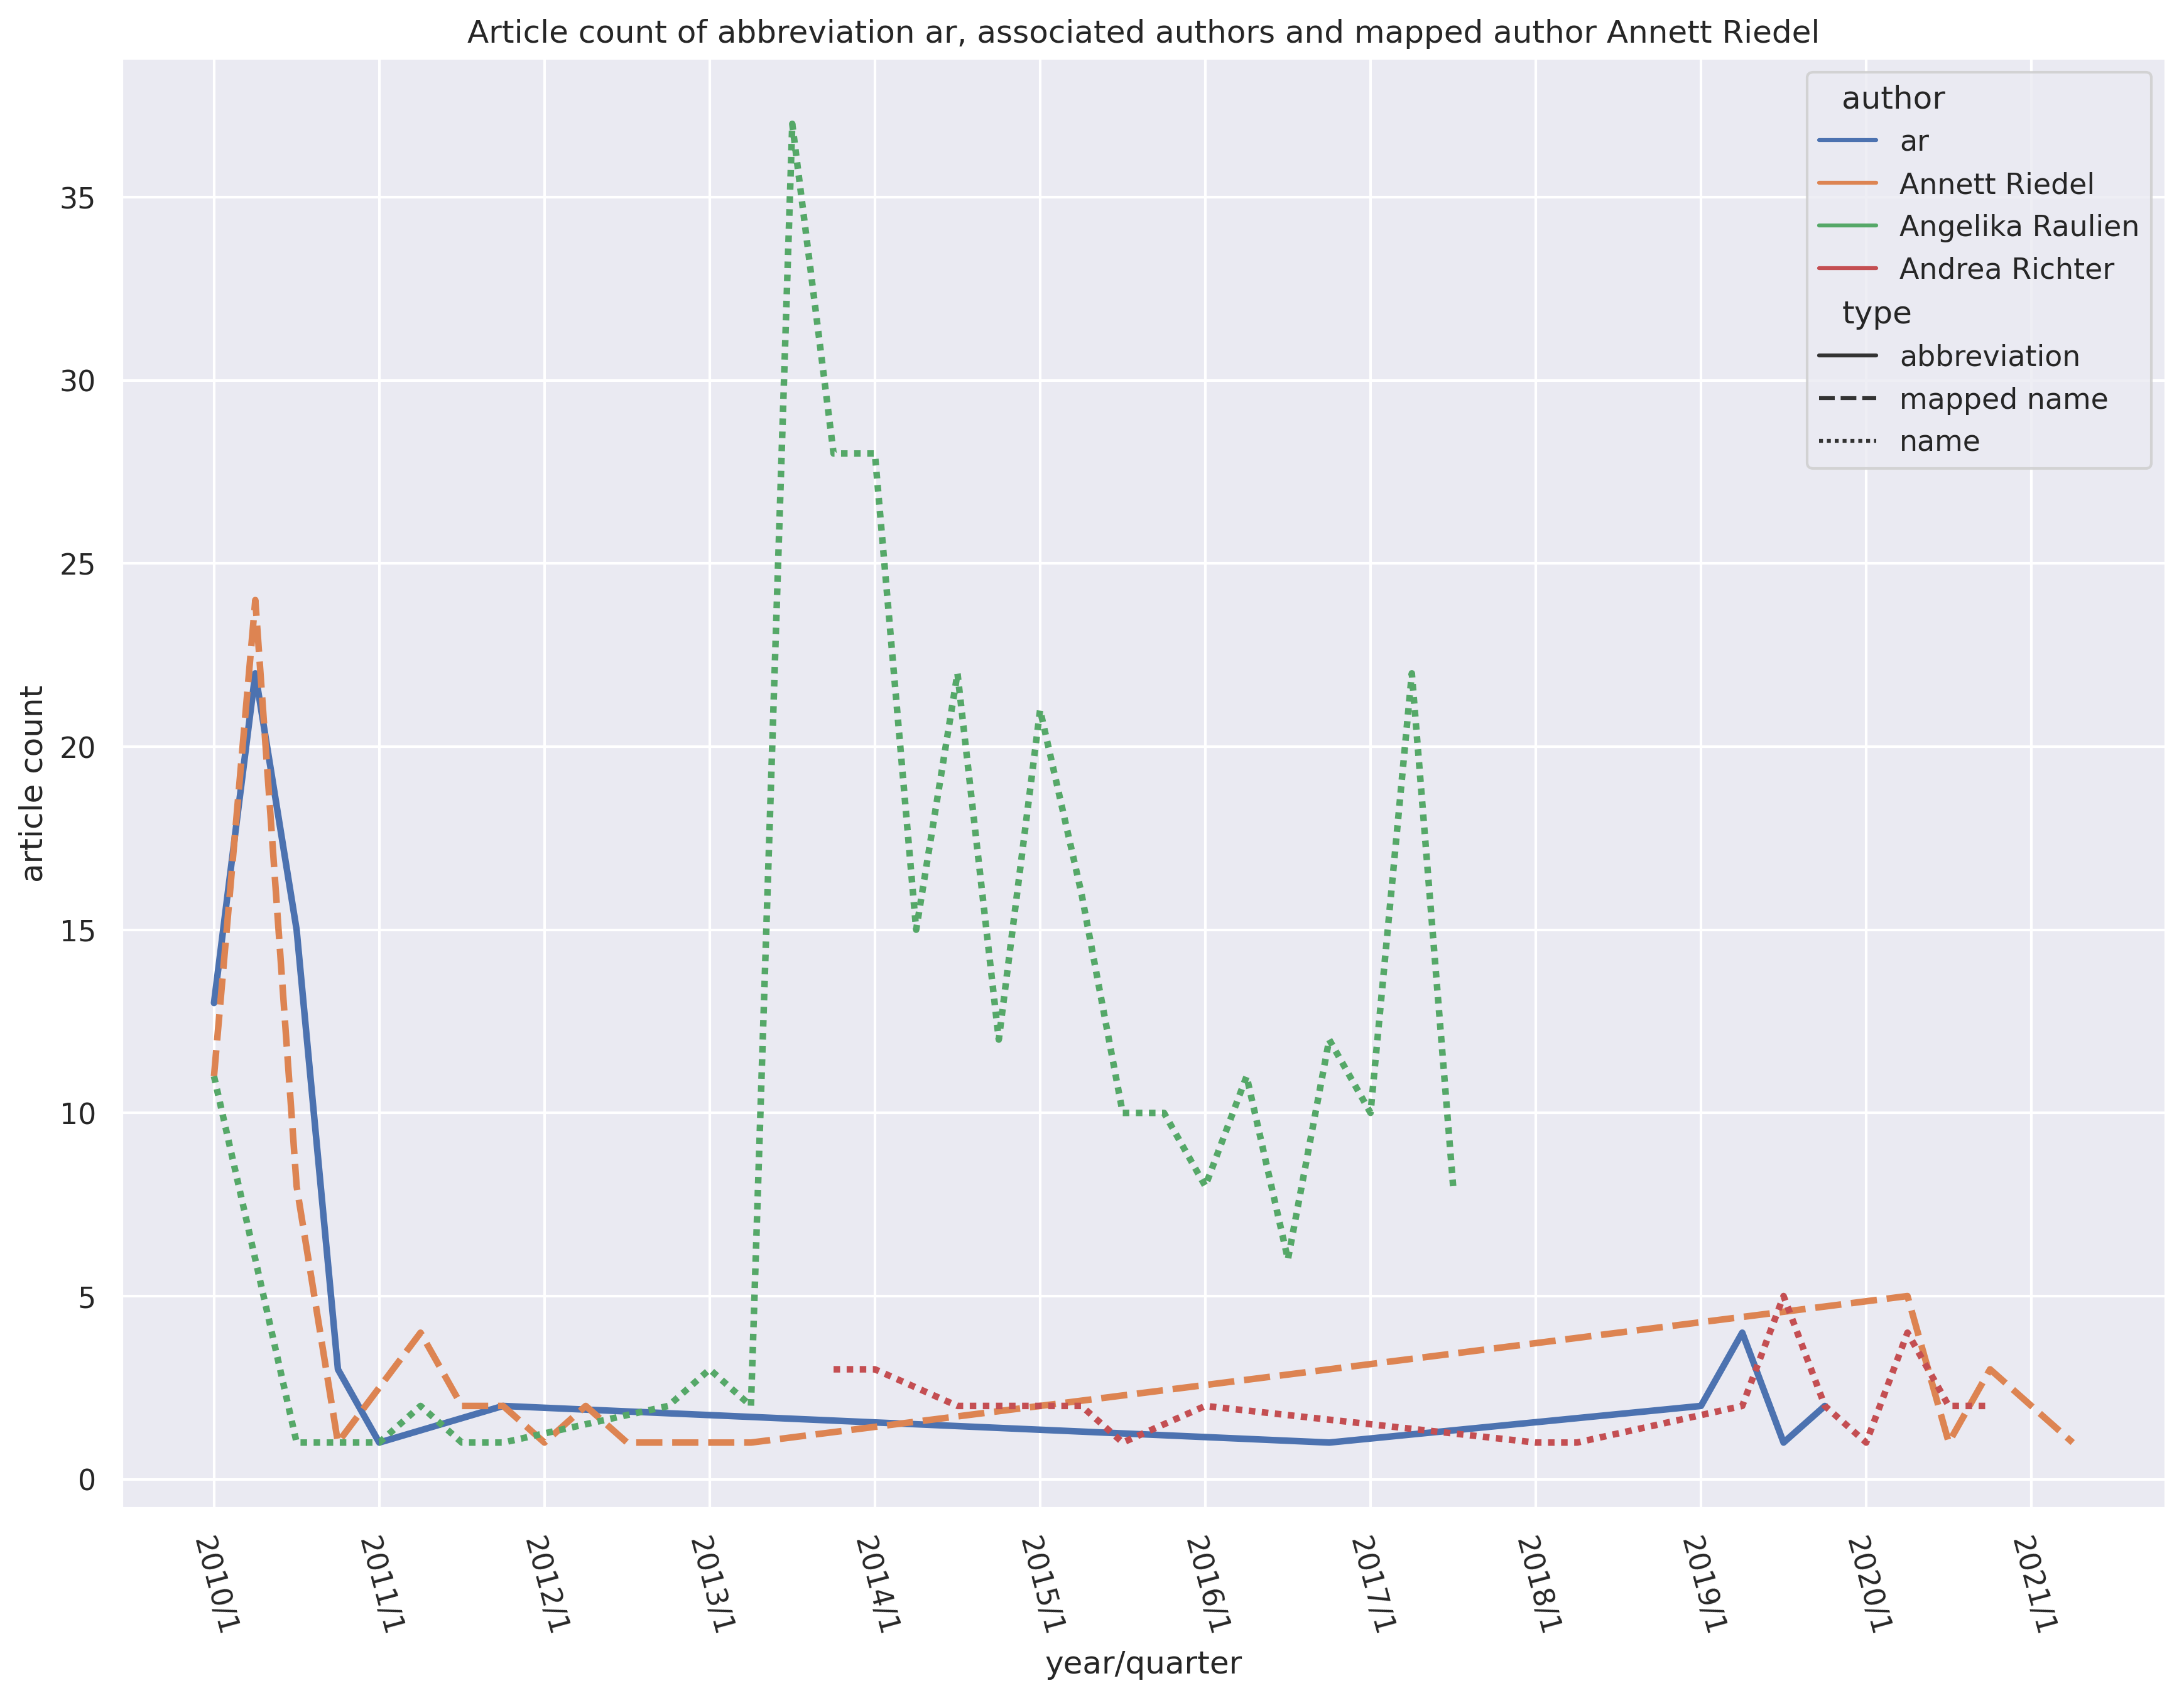 Article count of abbreviation ar, associated authors and mapped author Annett Riedel
author
ar
Annett Riedel
Angelika Raulien
Andrea Richter
type
abbreviation
mapped name
name
article count
35
30
25
20
15
10
5
0
2010/1
2011/1
2012/1
2013/1
2014/1
2015/1
2016/1
2017/1
2018/1
2019/1
2020/1
2021/1
year/quarter